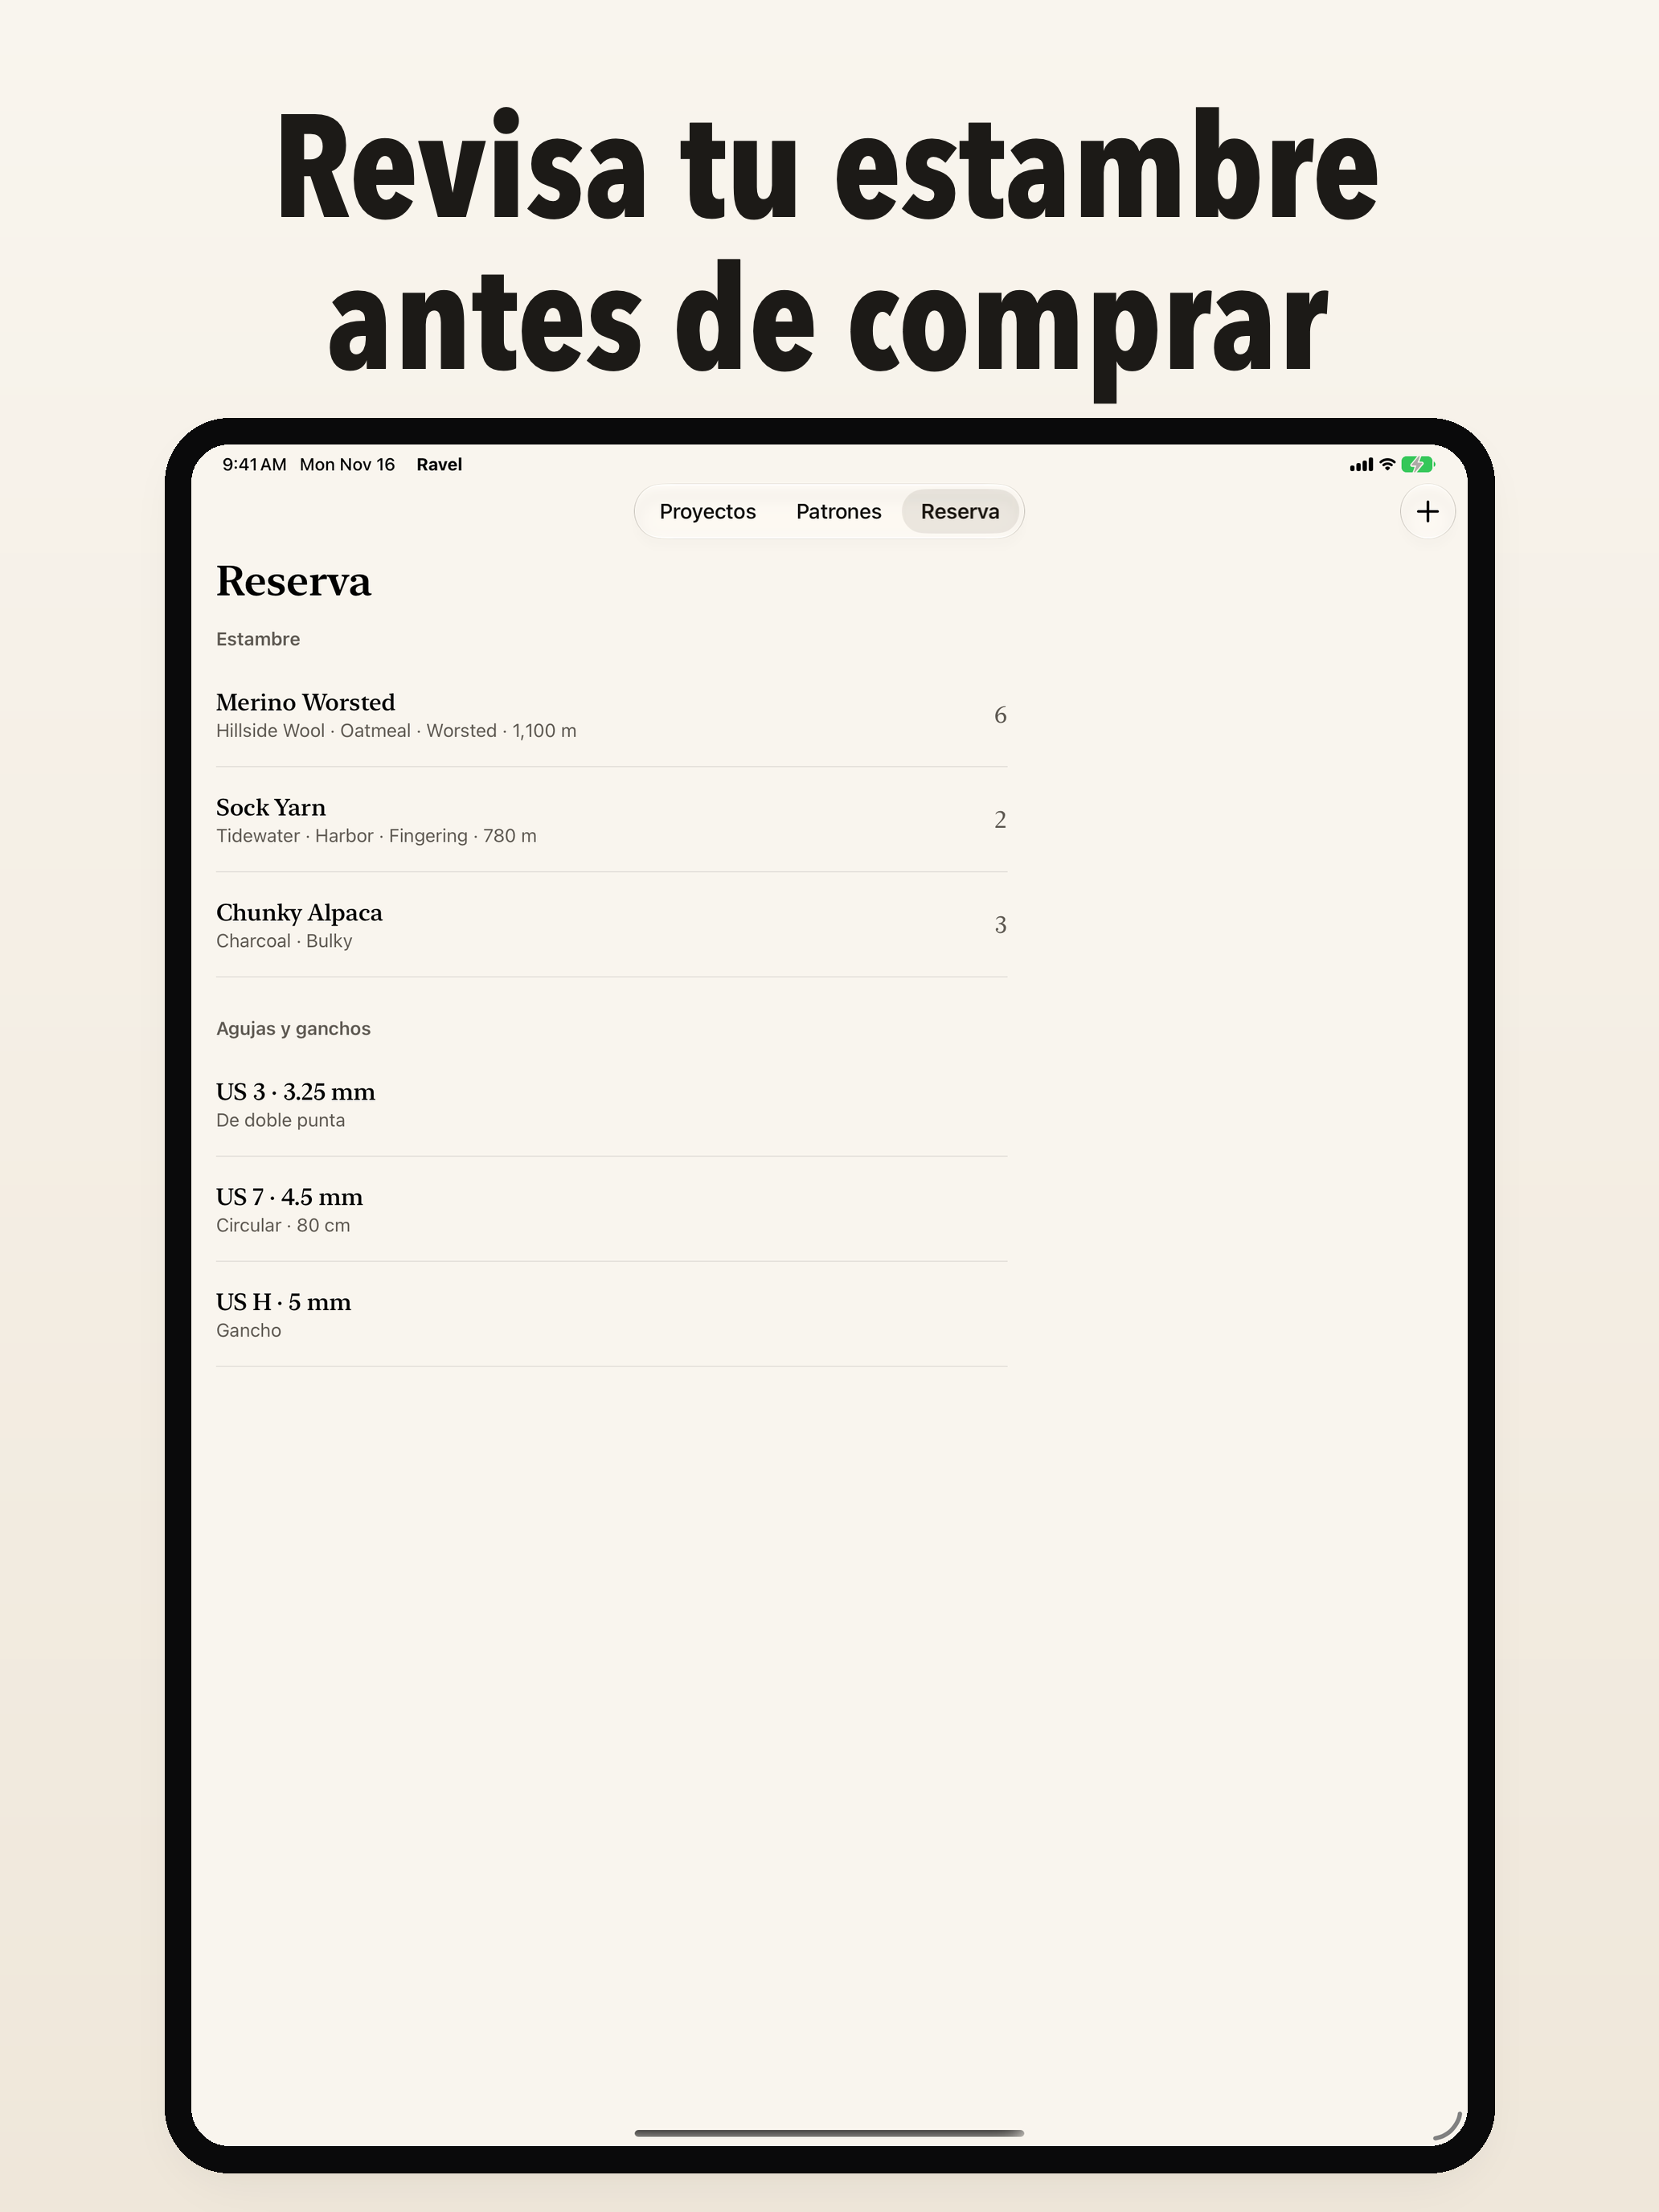 Revisa tu estambre
antes de comprar
9:41 AM Mon Nov 16 Ravel
Proyectos Patrones Reserva
Reserva
Estambre
Merino Worsted
Hillside Wool · Oatmeal · Worsted · 1,100 m
6
Sock Yarn
Tidewater · Harbor · Fingering · 780 m
2
Chunky Alpaca
Charcoal · Bulky
3
Agujas y ganchos
US 3 · 3.25 mm
De doble punta
US 7 · 4.5 mm
Circular · 80 cm
US H · 5 mm
Gancho